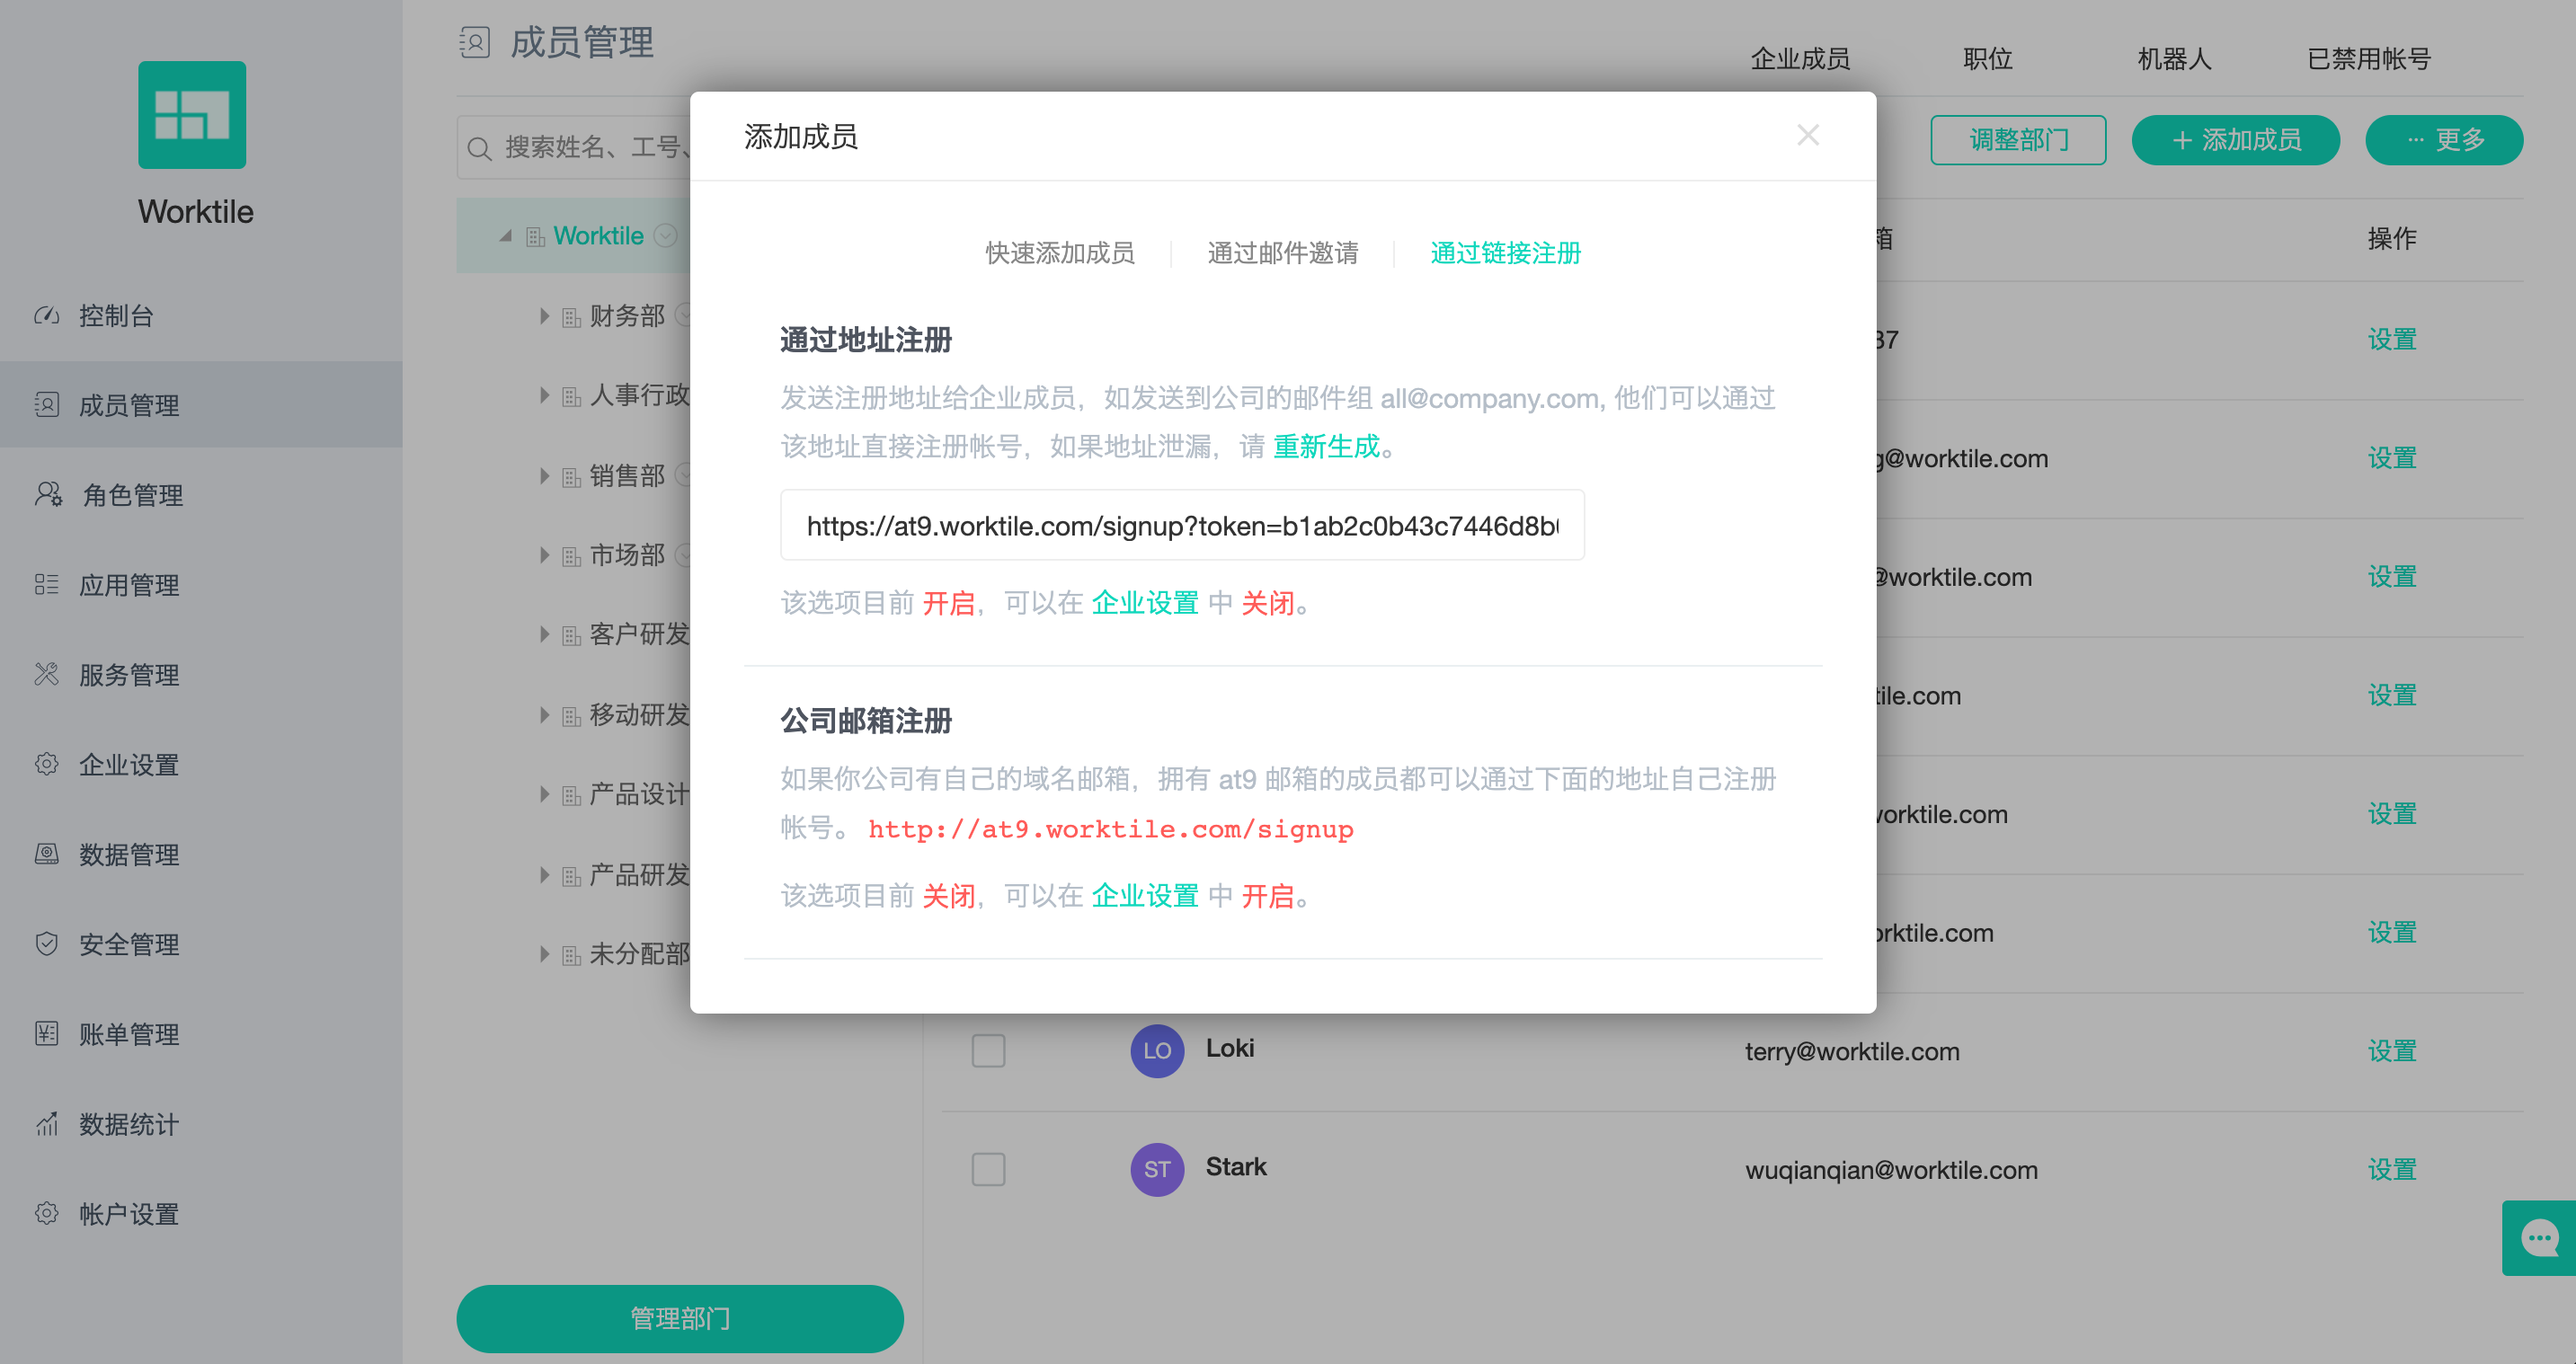 Worktile
控制台
成员管理
角色管理
应用管理
服务管理
企业设置
数据管理
安全管理
账单管理
数据统计
帐户设置
成员管理
企业成员
职位
机器人
已禁用帐号
搜索姓名、工号、
调整部门
+ 添加成员
··· 更多
Worktile
财务部
人事行政
销售部
市场部
客户研发
移动研发
产品设计
产品研发
未分配部
管理部门
添加成员
快速添加成员
通过邮件邀请
通过链接注册
通过地址注册
发送注册地址给企业成员，如发送到公司的邮件组 all@company.com, 他们可以通过
该地址直接注册帐号，如果地址泄漏，请 重新生成。
https://at9.worktile.com/signup?token=b1ab2c0b43c7446d8b
该选项目前 开启，可以在 企业设置 中 关闭。
公司邮箱注册
如果你公司有自己的域名邮箱，拥有 at9 邮箱的成员都可以通过下面的地址自己注册
帐号。 http://at9.worktile.com/signup
该选项目前 关闭，可以在 企业设置 中 开启。
箱
操作
37
设置
g@worktile.com
设置
@worktile.com
设置
tile.com
设置
worktile.com
设置
orktile.com
设置
LO
Loki
terry@worktile.com
设置
ST
Stark
wuqianqian@worktile.com
设置